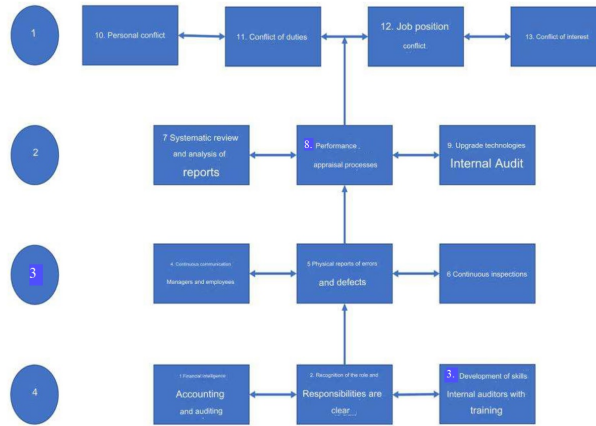 1
10. Personal conflict
11. Conflict of duties
12. Job position
conflict
13. Conflict of interest
2
7 Systematic review
and analysis of
reports
8. Performance,
appraisal processes
9. Upgrade technologies
Internal Audit
3
4. Continuous communication
Managers and employees
5 Physical reports of errors
and defects
6 Continuous inspections
4
1 Financial intelligence
Accounting
and auditing
2. Recognition of the role and
Responsibilities are
clear
3. Development of skills
Internal auditors with
training